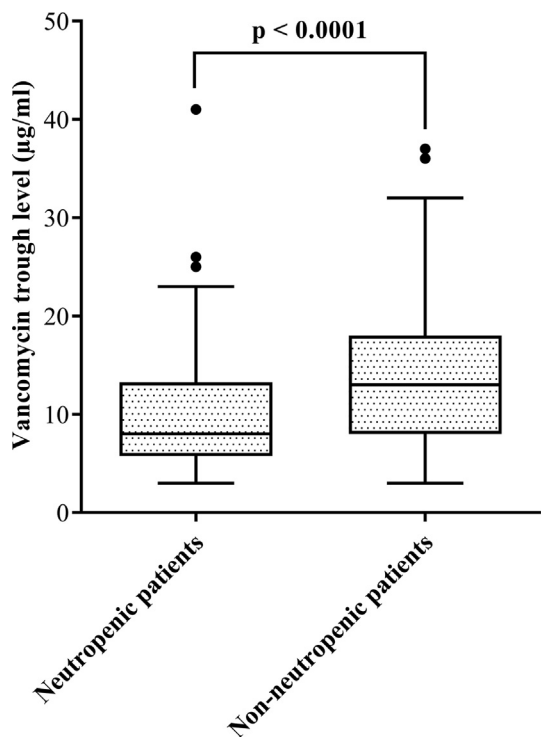 p < 0.0001
Vancomycin trough level (µg/ml)
50
40
30
20
10
0
Neutropenic patients
Non-neutropenic patients